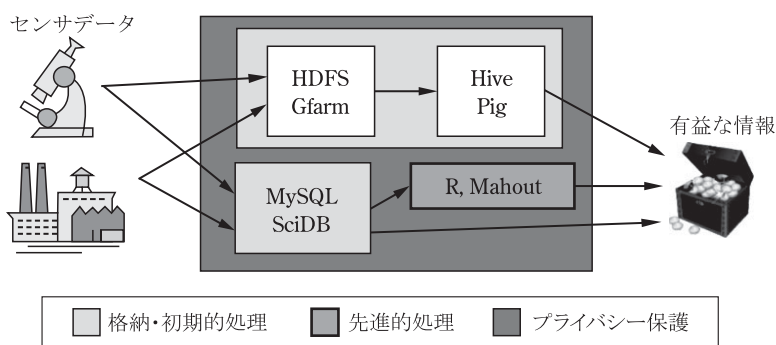 センサデータ
HDFS
Gfarm
Hive
Pig
有益な情報
MySQL
SciDB
R, Mahout
格納・初期的処理
先進的処理
プライバシー保護